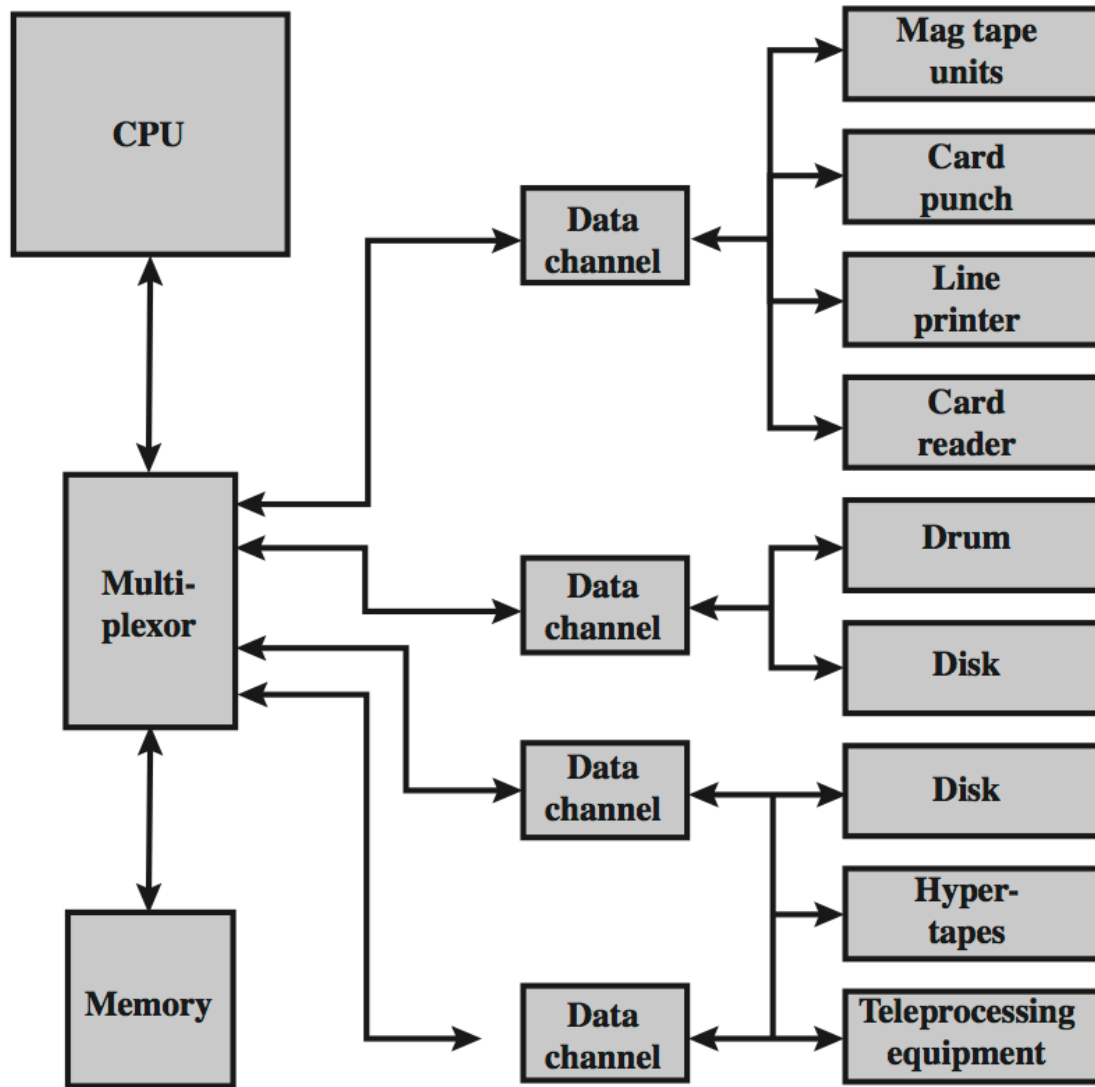 CPU
Multi-
plexor
Memory
Data
channel
Data
channel
Data
channel
Data
channel
Mag tape
units
Card
punch
Line
printer
Card
reader
Drum
Disk
Disk
Hyper-
tapes
Teleprocessing
equipment